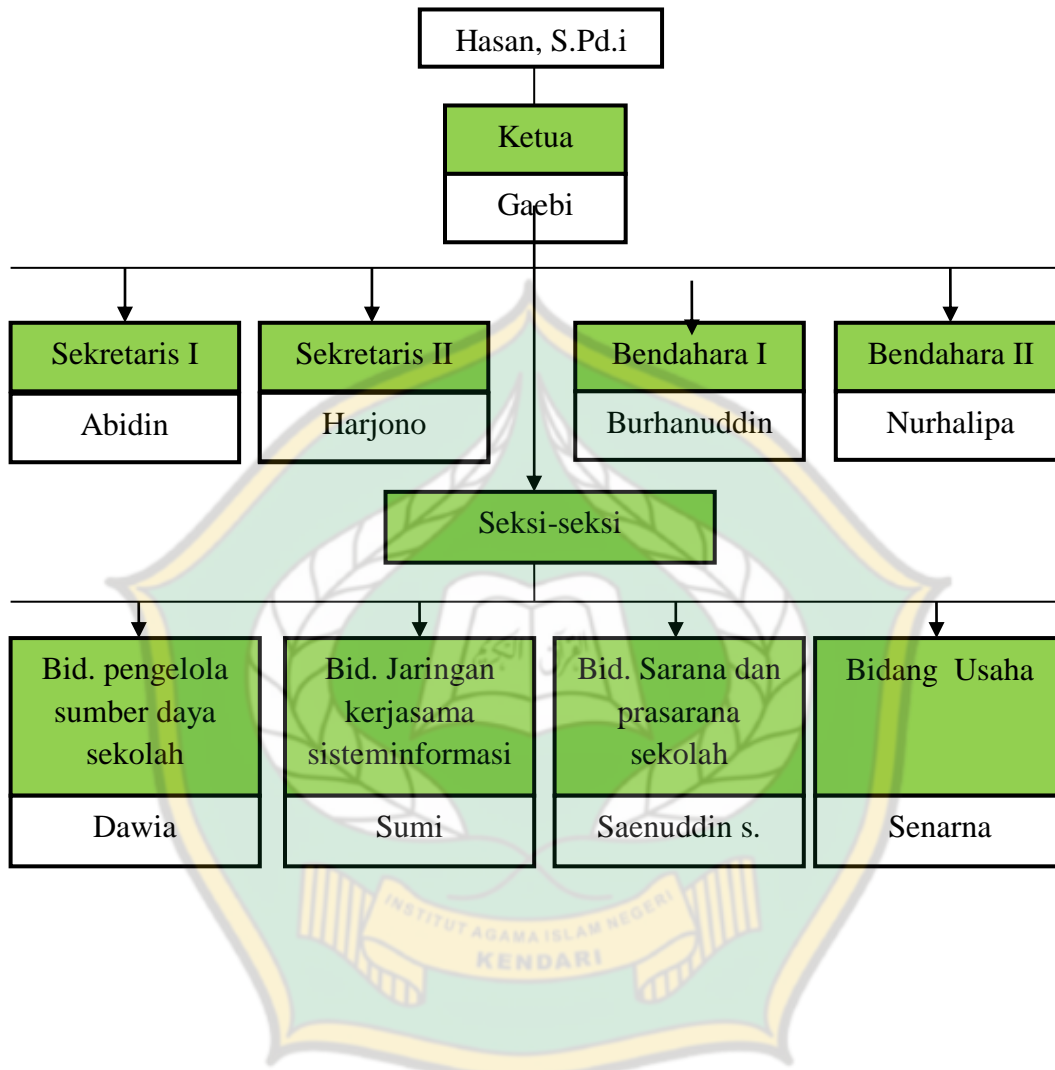 Hasan, S.Pd.i
Ketua
Gaebi
Sekretaris I
Abidin
Sekretaris II
Harjono
Bendahara I
Burhanuddin
Bendahara II
Nurhalipa
Seksi-seksi
Bid. pengelola
sumber daya
sekolah
Dawia
Bid. Jaringan
kerjasama
sisteminformasi
Sumi
Bid. Sarana dan
prasarana
sekolah
Saenuddin s.
Bidang Usaha
Senarna
INSTITUT AGAMA ISLAM NEGERI
KENDARI